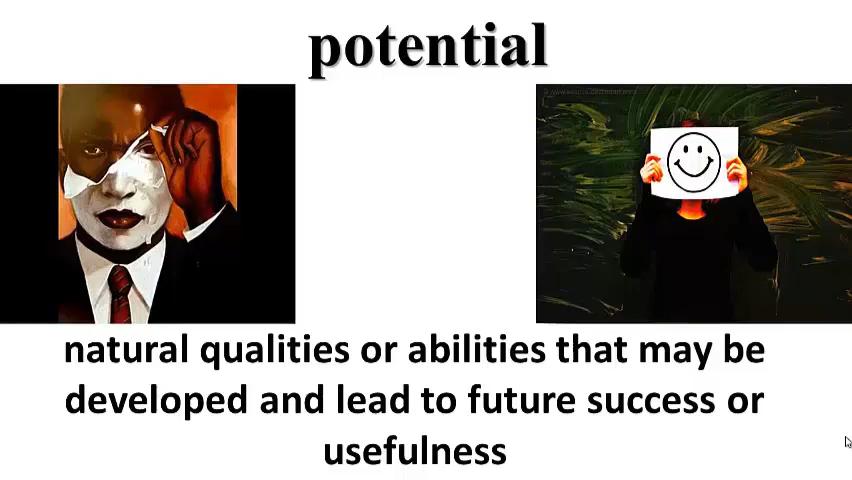 potential
natural qualities or abilities that may be
developed and lead to future success or
usefulness